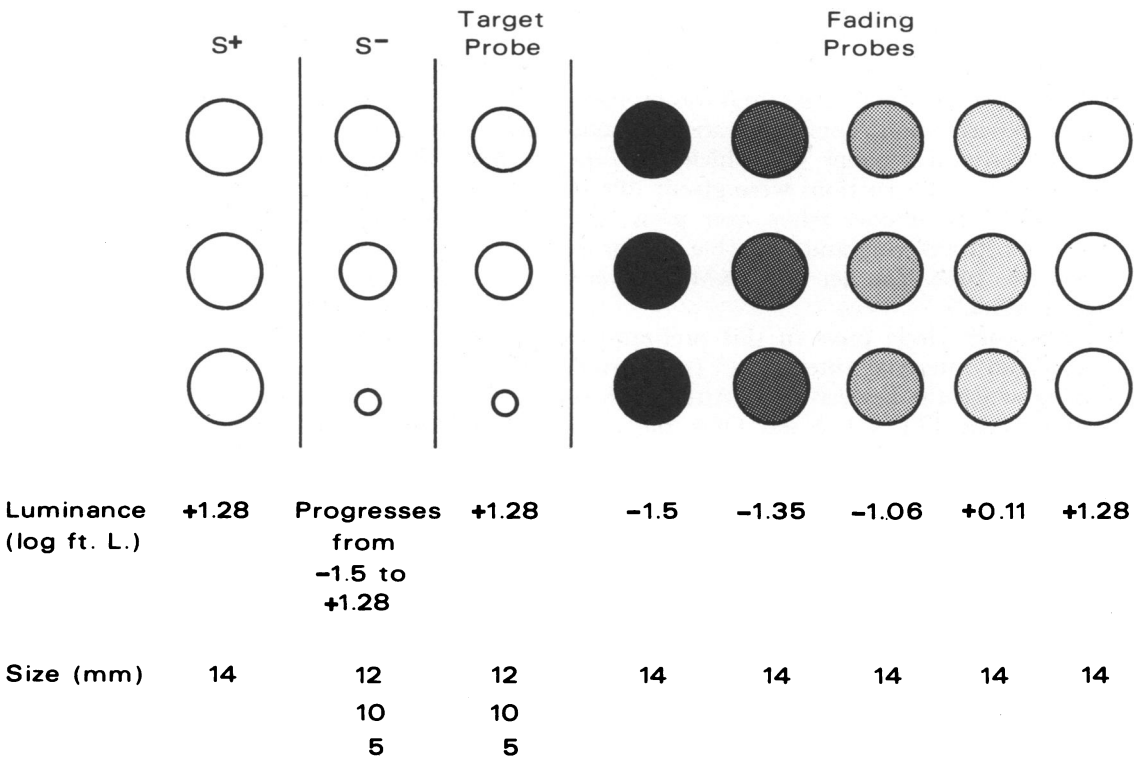 S+
S−
Target
Probe
Fading
Probes
Luminance +1.28 Progresses +1.28 −1.5 −1.35 −1.06 +0.11 +1.28
(log ft. L.) from
−1.5 to
+1.28
Size (mm) 14 12 12 14 14 14 14 14
10 10
5 5